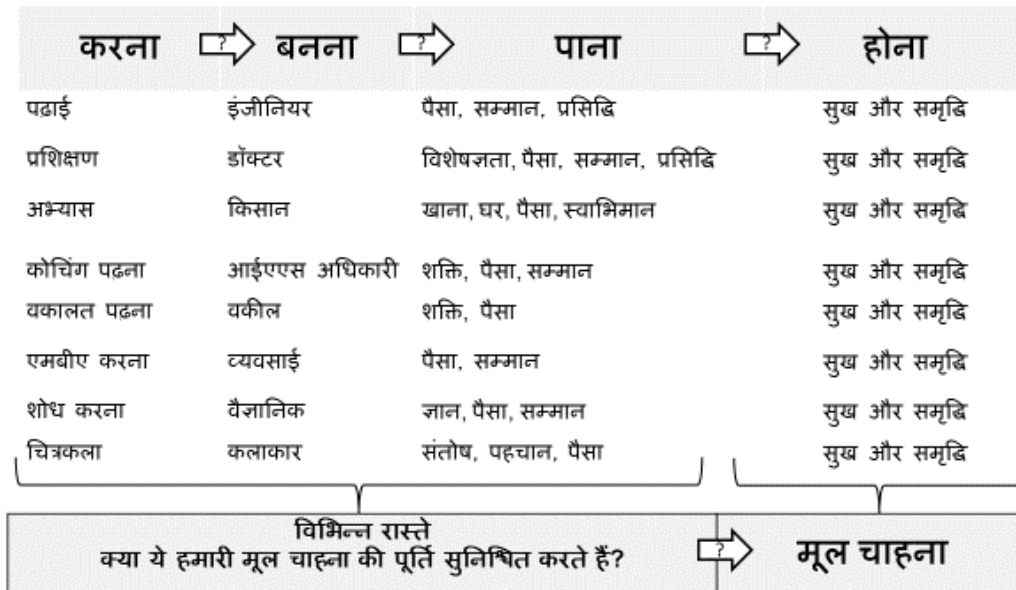 करना ? बनना ? पाना ? होना
पढाई इंजीनियर पैसा, सम्मान, प्रसिद्धि सुख और समृद्धि
प्रशिक्षण डॉक्टर विशेषज्ञता, पैसा, सम्मान, प्रसिद्धि सुख और समृद्धि
अभ्यास किसान खाना, घर, पैसा, स्वाभिमान सुख और समृद्धि
कोचिंग पढ़ना आईएएस अधिकारी शक्ति, पैसा, सम्मान सुख और समृद्धि
वकालत पढ़ना वकील शक्ति, पैसा सुख और समृद्धि
एमबीए करना व्यवसाई पैसा, सम्मान सुख और समृद्धि
शोध करना वैज्ञानिक ज्ञान, पैसा, सम्मान सुख और समृद्धि
चित्रकला कलाकार संतोष, पहचान, पैसा सुख और समृद्धि
विभिन्न रास्ते
क्या ये हमारी मूल चाहना की पूर्ति सुनिश्चित करते हैं? ? मूल चाहना